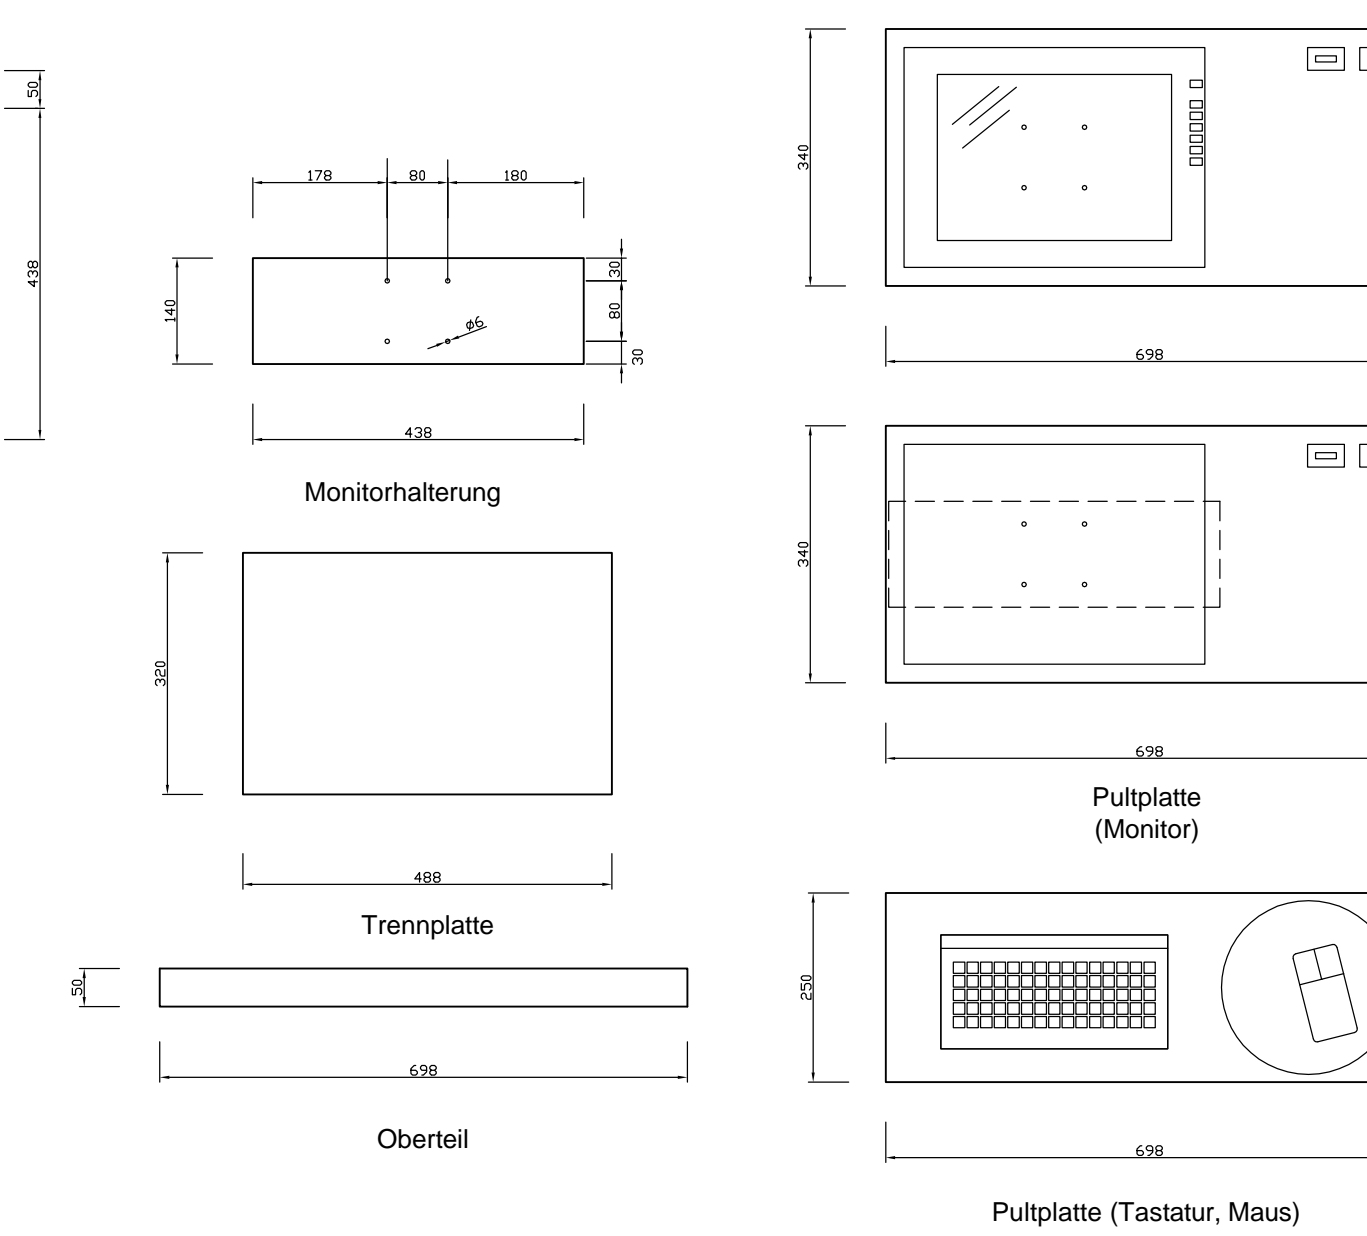 50
438
178
80
180
140
30
80
30
ø6
438
Monitorhalterung
320
488
Trennplatte
50
698
Oberteil
340
698
340
698
Pultplatte
(Monitor)
250
698
Pultplatte (Tastatur, Maus)